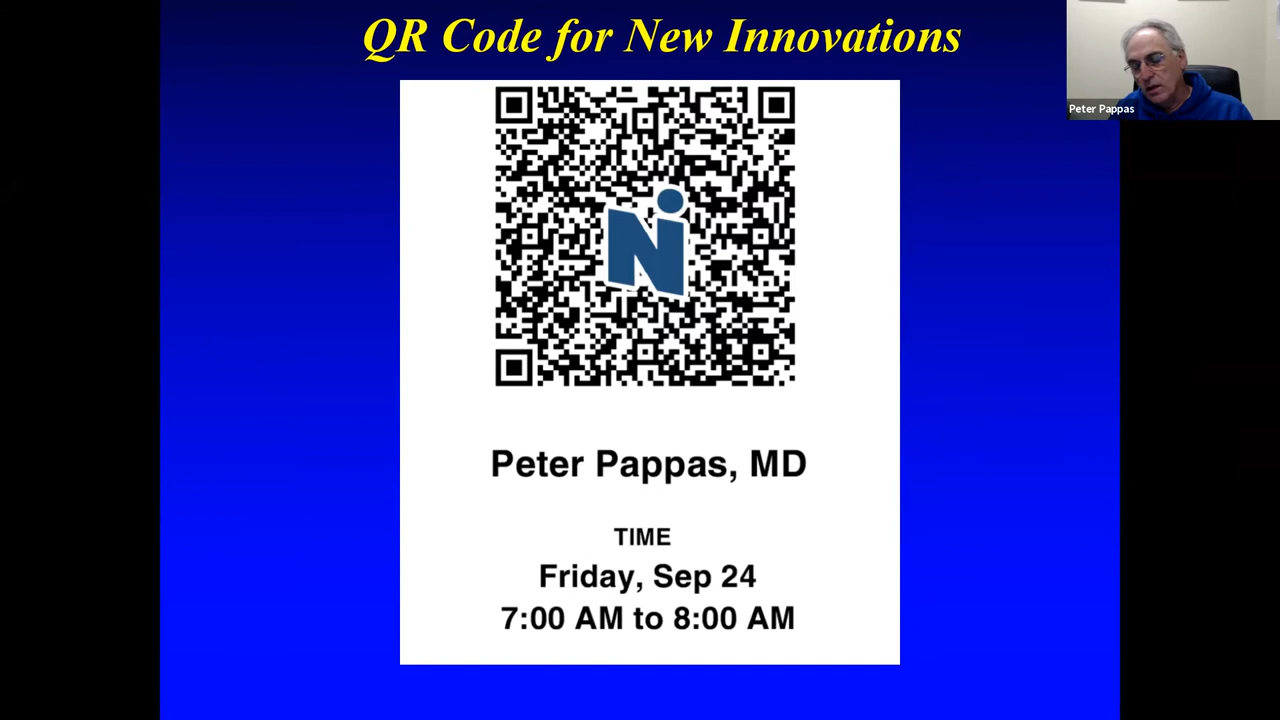 QR Code for New Innovations
Peter Pappas
Ni
Peter Pappas, MD
TIME
Friday, Sep 24
7:00 AM to 8:00 AM